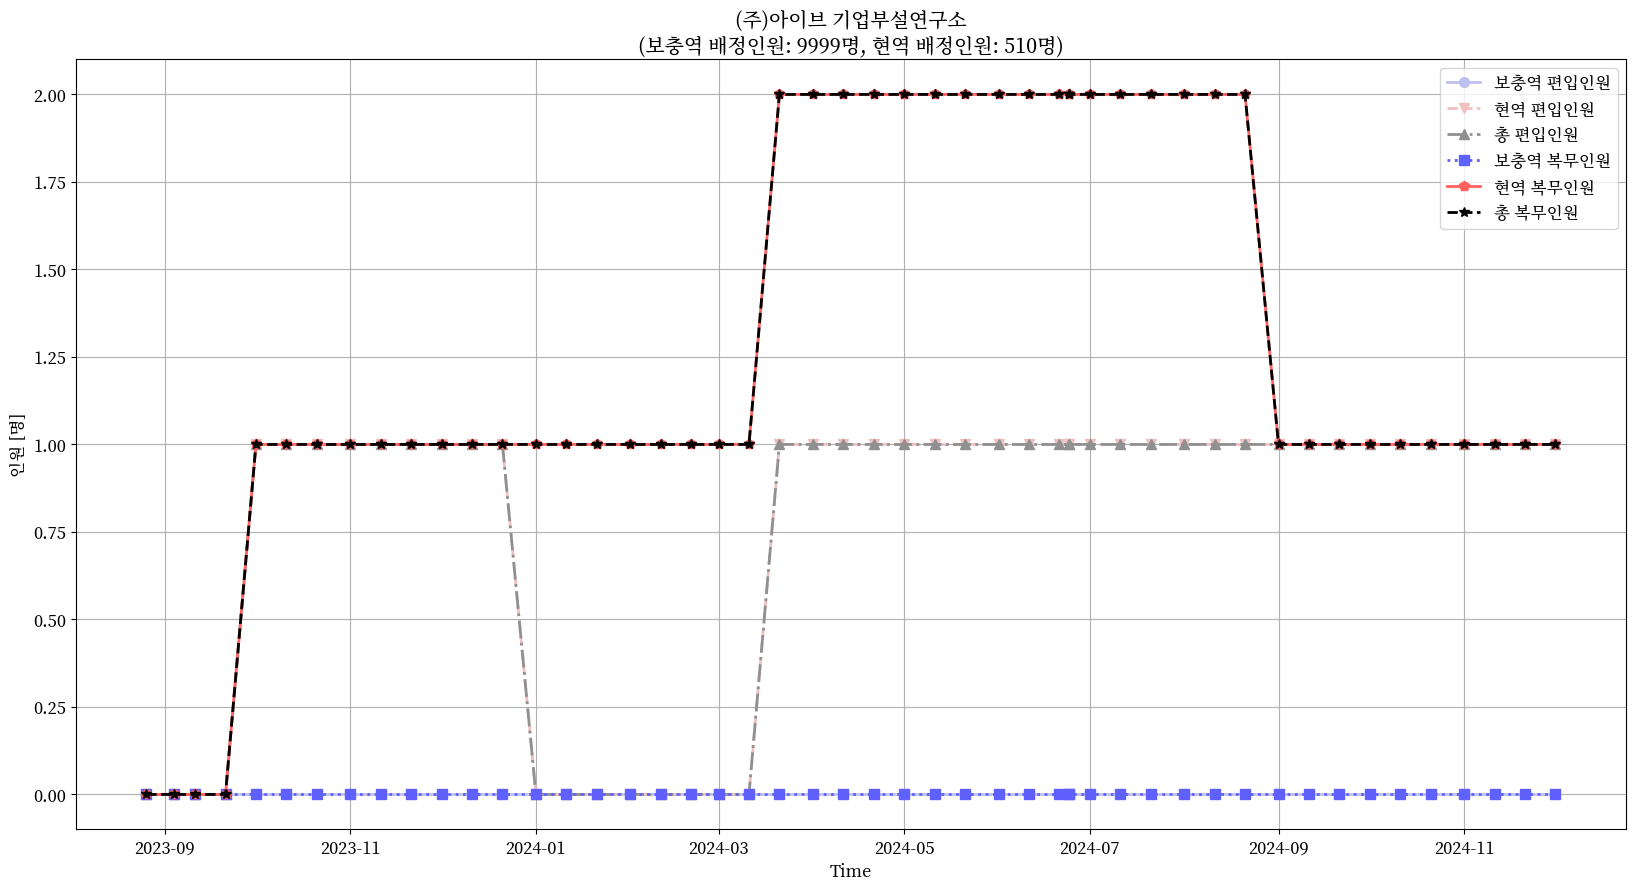 (주)아이브 기업부설연구소
(보충역 배정인원: 9999명, 현역 배정인원: 510명)
보충역 편입인원
현역 편입인원
총 편입인원
보충역 복무인원
현역 복무인원
총 복무인원
인원 [명]
2.00
1.75
1.50
1.25
1.00
0.75
0.50
0.25
0.00
2023-09
2023-11
2024-01
2024-03
2024-05
2024-07
2024-09
2024-11
Time